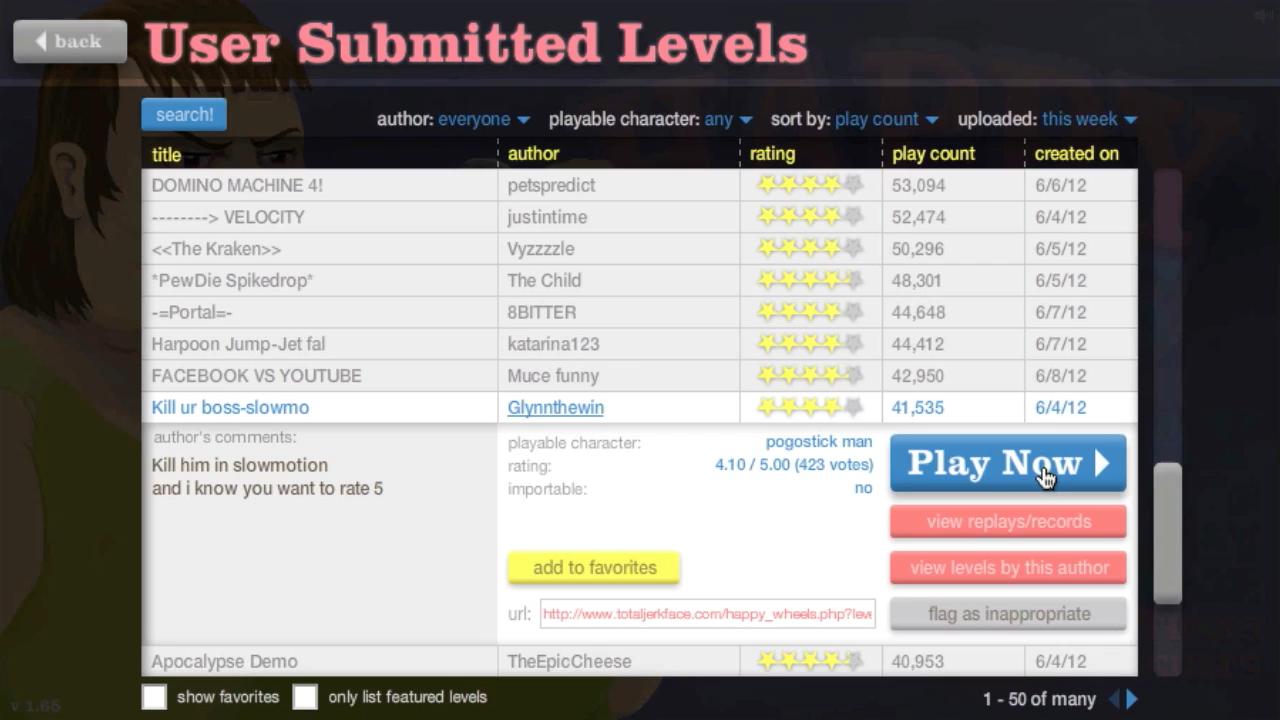 back
User Submitted Levels
search!
author: everyone playable character: any sort by: play count uploaded: this week
title author rating play count created on
DOMINO MACHINE 4! petspredict 53,094 6/6/12
--------> VELOCITY justintime 52,474 6/4/12
<<The Kraken>> Vyzzzzle 50,296 6/5/12
*PewDie Spikedrop* The Child 48,301 6/5/12
-=Portal=- 8BITTER 44,648 6/7/12
Harpoon Jump-Jet fal katarina123 44,412 6/7/12
FACEBOOK VS YOUTUBE Muce funny 42,950 6/8/12
Kill ur boss-slowmo Glynnthewin 41,535 6/4/12
author's comments:
Kill him in slowmotion
and i know you want to rate 5
playable character: pogostick man
rating: 4.10 / 5.00 (423 votes)
importable: no
Play Now
view replays/records
add to favorites
view levels by this author
url: http://www.totaljerkface.com/happy_wheels.php?leve
flag as inappropriate
Apocalypse Demo TheEpicCheese 40,953 6/4/12
show favorites only list featured levels 1 - 50 of many
v 1.65